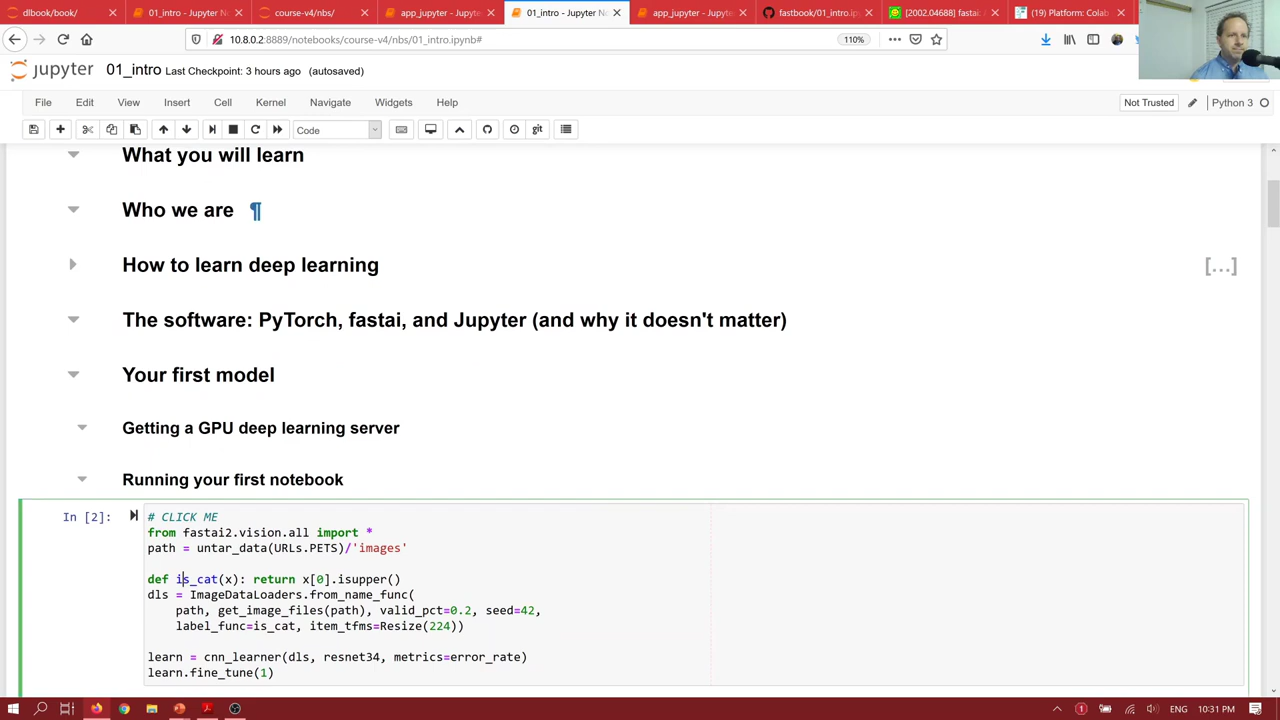 dlbook/book/
01_intro - Jupyter No
course-v4/nbs/
app_jupyter - Jupyte
01_intro - Jupyter No
app_jupyter - Jupyte
fastbook/01_intro.ipyn
[2002.04688] fastai:
(19) Platform: Colab
10.8.0.2:8889/notebooks/course-v4/nbs/01_intro.ipynb#
110%
jupyter 01_intro Last Checkpoint: 3 hours ago (autosaved)
File Edit View Insert Cell Kernel Navigate Widgets Help
Not Trusted
Python 3
Code
git
What you will learn
Who we are ¶
How to learn deep learning
[...]
The software: PyTorch, fastai, and Jupyter (and why it doesn't matter)
Your first model
Getting a GPU deep learning server
Running your first notebook
In [2]:
# CLICK ME
from fastai2.vision.all import *
path = untar_data(URLs.PETS)/'images'
def is_cat(x): return x[0].isupper()
dls = ImageDataLoaders.from_name_func(
path, get_image_files(path), valid_pct=0.2, seed=42,
label_func=is_cat, item_tfms=Resize(224))
learn = cnn_learner(dls, resnet34, metrics=error_rate)
learn.fine_tune(1)
ENG 10:31 PM